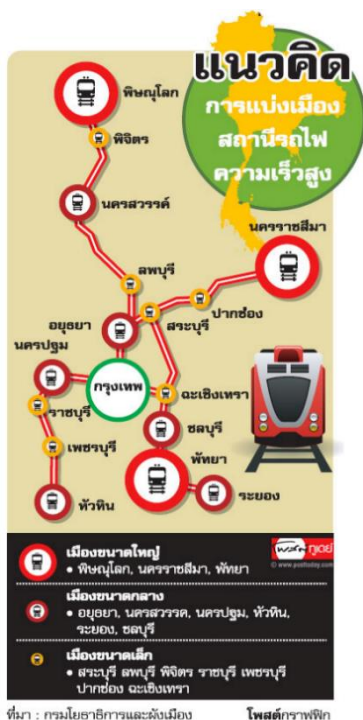 แนวคิด
การแบ่งเมือง
สถานีรถไฟ
ความเร็วสูง
พิษณุโลก
พิจิตร
นครสวรรค์
นครราชสีมา
ลพบุรี
ปากช่อง
สระบุรี
อยุธยา
นครปฐม
กรุงเทพ
ฉะเชิงเทรา
ราชบุรี
ชลบุรี
เพชรบุรี
พัทยา
หัวหิน
ระยอง
เมืองขนาดใหญ่
• พิษณุโลก, นครราชสีมา, พัทยา
โพสต์ทูเดย์
© www.posttoday.com
เมืองขนาดกลาง
• อยุธยา, นครสวรรค, นครปฐม, หัวหิน,
ระยอง, ชลบุรี
เมืองขนาดเล็ก
• สระบุรี ลพบุรี พิจิตร ราชบุรี เพชรบุรี
ปากช่อง ฉะเชิงเทรา
ที่มา : กรมโยธาธิการและผังเมือง
โพสต์กราฟฟิก